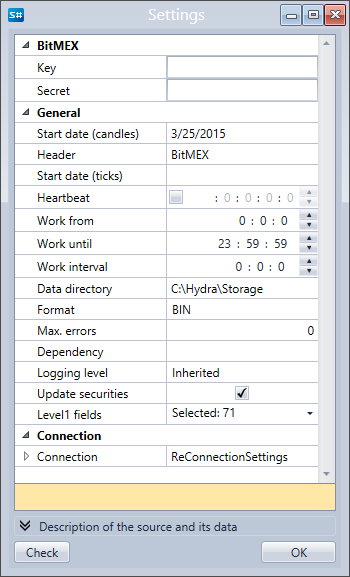 S# Settings
BitMEX
Key
Secret
General
Start date (candles) 3/25/2015
Header BitMEX
Start date (ticks)
Heartbeat : 0 : 0 : 0 : 0
Work from 0 : 0 : 0
Work until 23 : 59 : 59
Work interval 0 : 0 : 0
Data directory C:\Hydra\Storage
Format BIN
Max. errors 0
Dependency
Logging level Inherited
Update securities
Level1 fields Selected: 71
Connection
Connection ReConnectionSettings
Description of the source and its data
Check OK